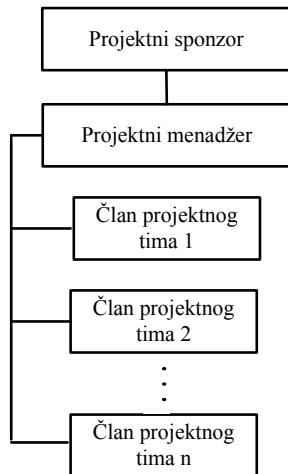 Projektni sponzor
Projektni menadžer
Član projektnog
tima 1
Član projektnog
tima 2
Član projektnog
tima n